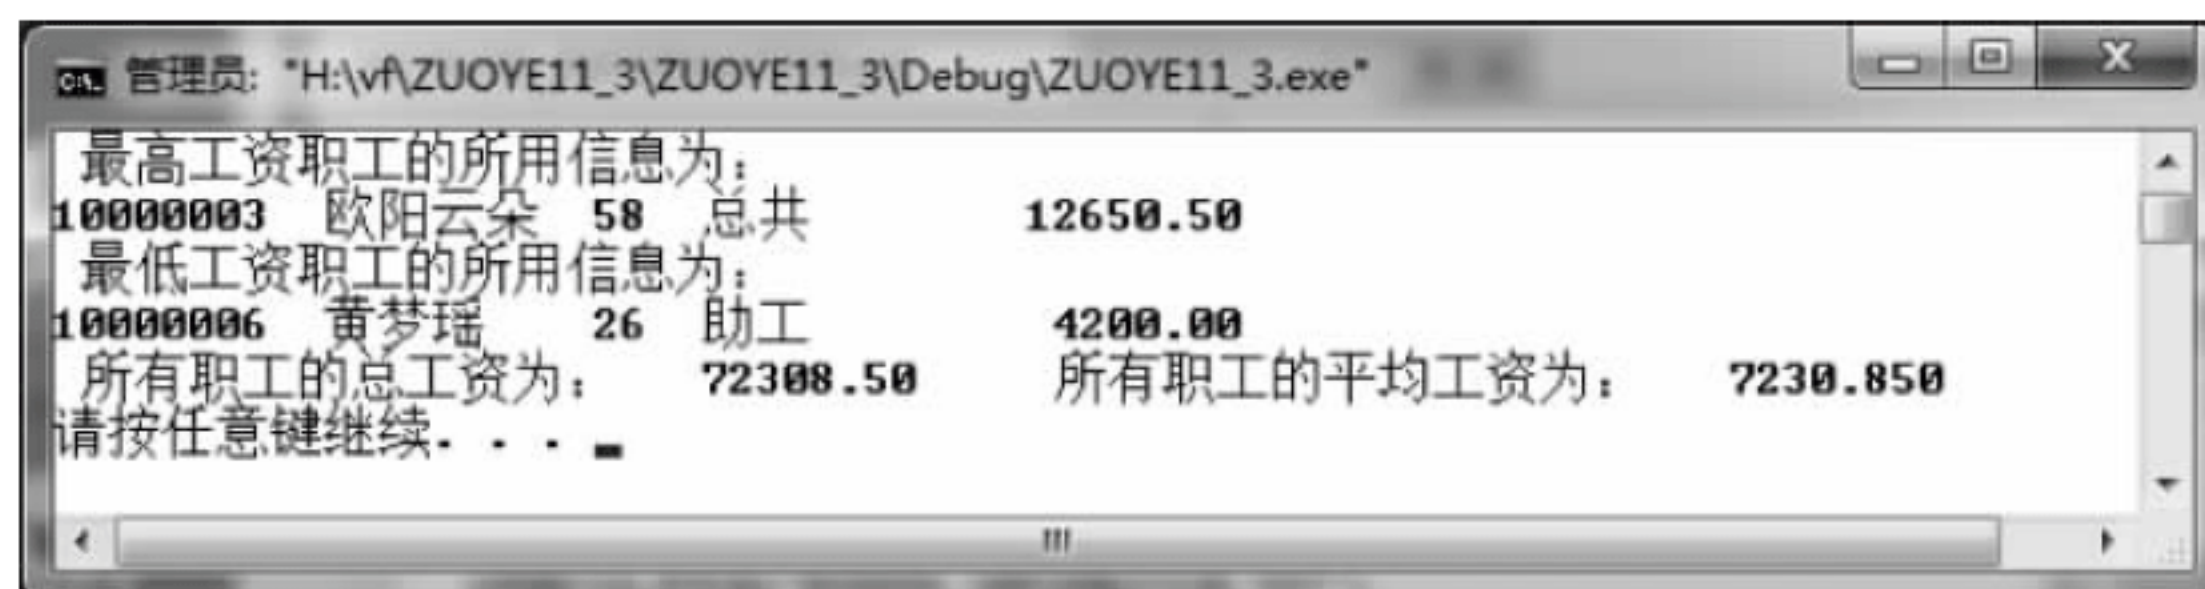 管理员: "H:\vf\ZUOYE11_3\ZUOYE11_3\Debug\ZUOYE11_3.exe"
最高工资职工的所用信息为:
10000003 欧阳云朵 58 总共 12650.50
最低工资职工的所用信息为:
10000006 黄梦瑶 26 助工 4200.00
所有职工的总工资为: 72308.50 所有职工的平均工资为: 7230.850
请按任意键继续. . .